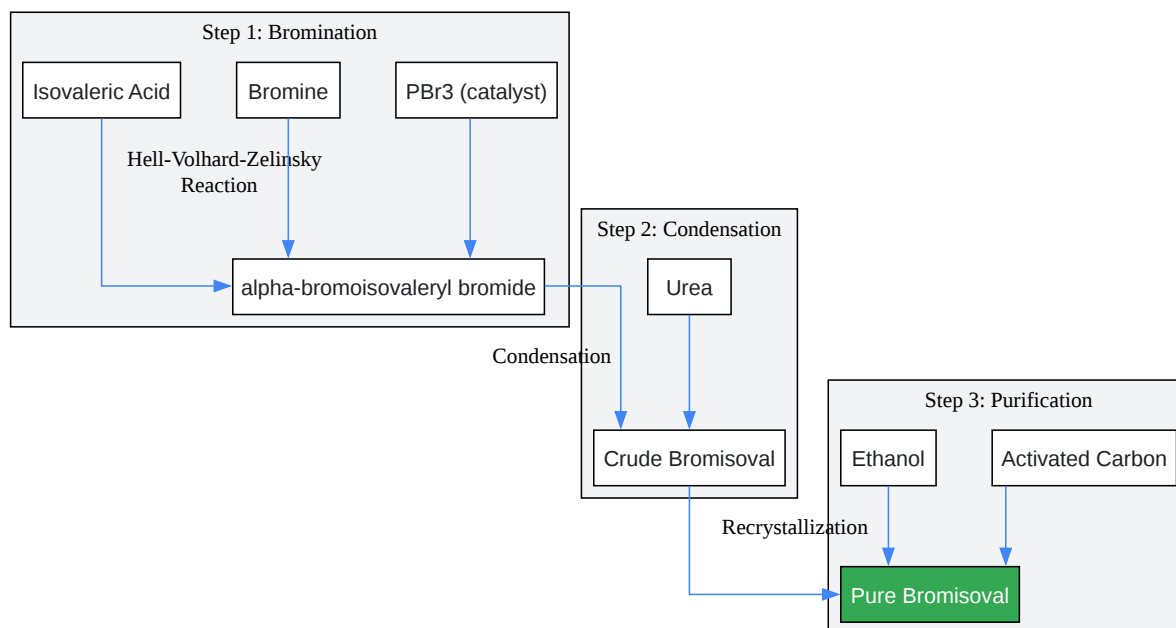 Step 1: Bromination
Isovaleric Acid
Bromine
PBr3 (catalyst)
Hell-Volhard-Zelinsky
Reaction
alpha-bromoisovaleryl bromide
Step 2: Condensation
Urea
Condensation
Crude Bromisoval
Step 3: Purification
Ethanol
Activated Carbon
Recrystallization
Pure Bromisoval